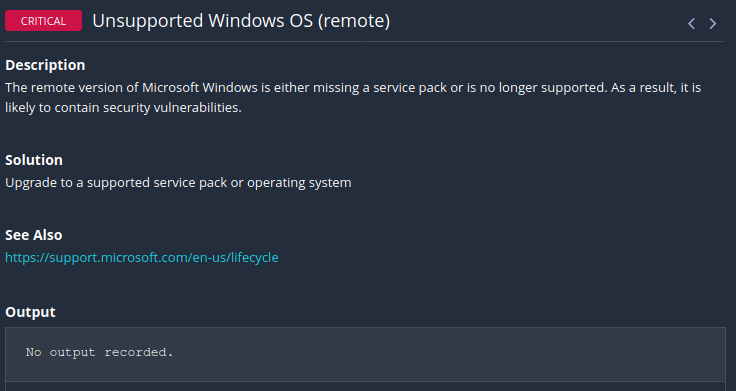 CRITICAL Unsupported Windows OS (remote)
Description
The remote version of Microsoft Windows is either missing a service pack or is no longer supported. As a result, it is
likely to contain security vulnerabilities.
Solution
Upgrade to a supported service pack or operating system
See Also
https://support.microsoft.com/en-us/lifecycle
Output
No output recorded.